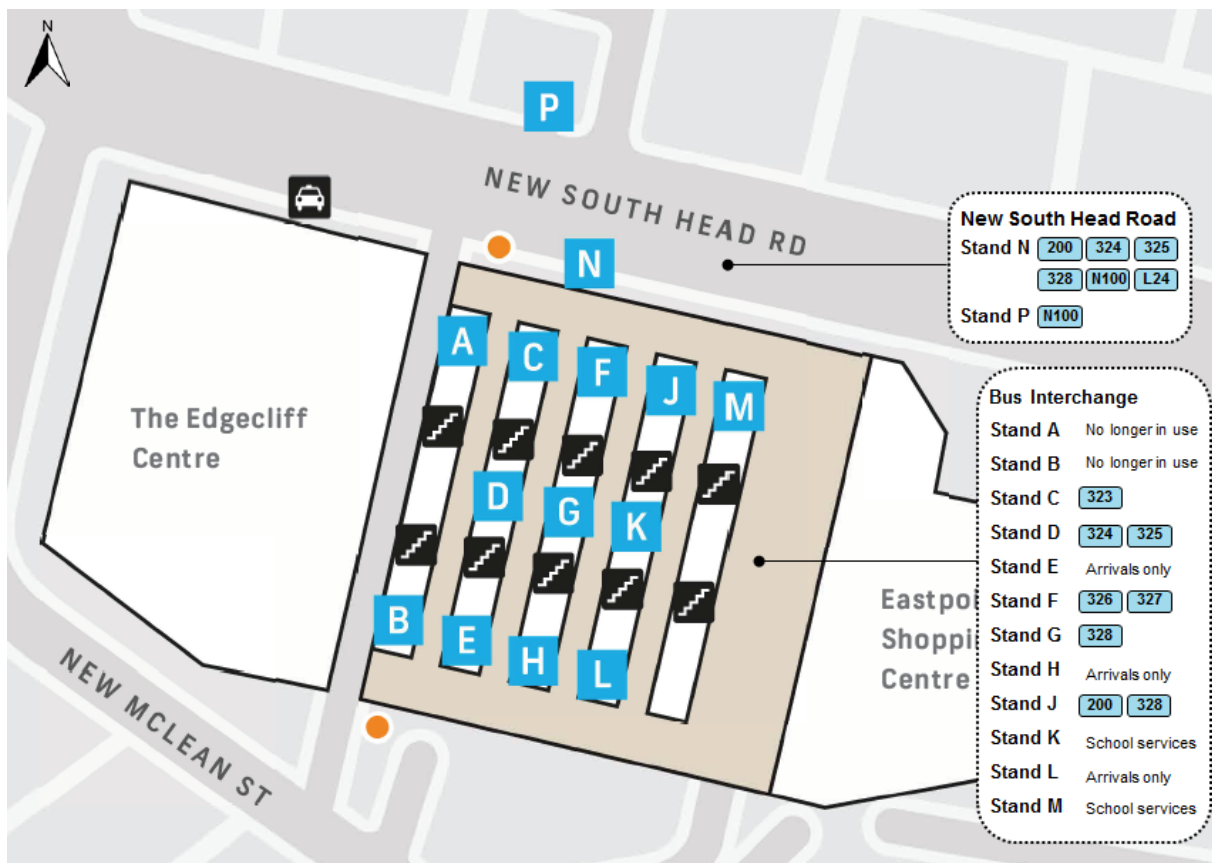 N
P
NEW SOUTH HEAD RD
N
A
C
F
J
M
The Edgecliff
Centre
D
G
K
B
E
H
L
NEW MCLEAN ST
Eastpoi
Shoppi
Centre
New South Head Road
Stand N 200 324 325
328 N100 L24
Stand P N100
Bus Interchange
Stand A No longer in use
Stand B No longer in use
Stand C 323
Stand D 324 325
Stand E Arrivals only
Stand F 326 327
Stand G 328
Stand H Arrivals only
Stand J 200 328
Stand K School services
Stand L Arrivals only
Stand M School services